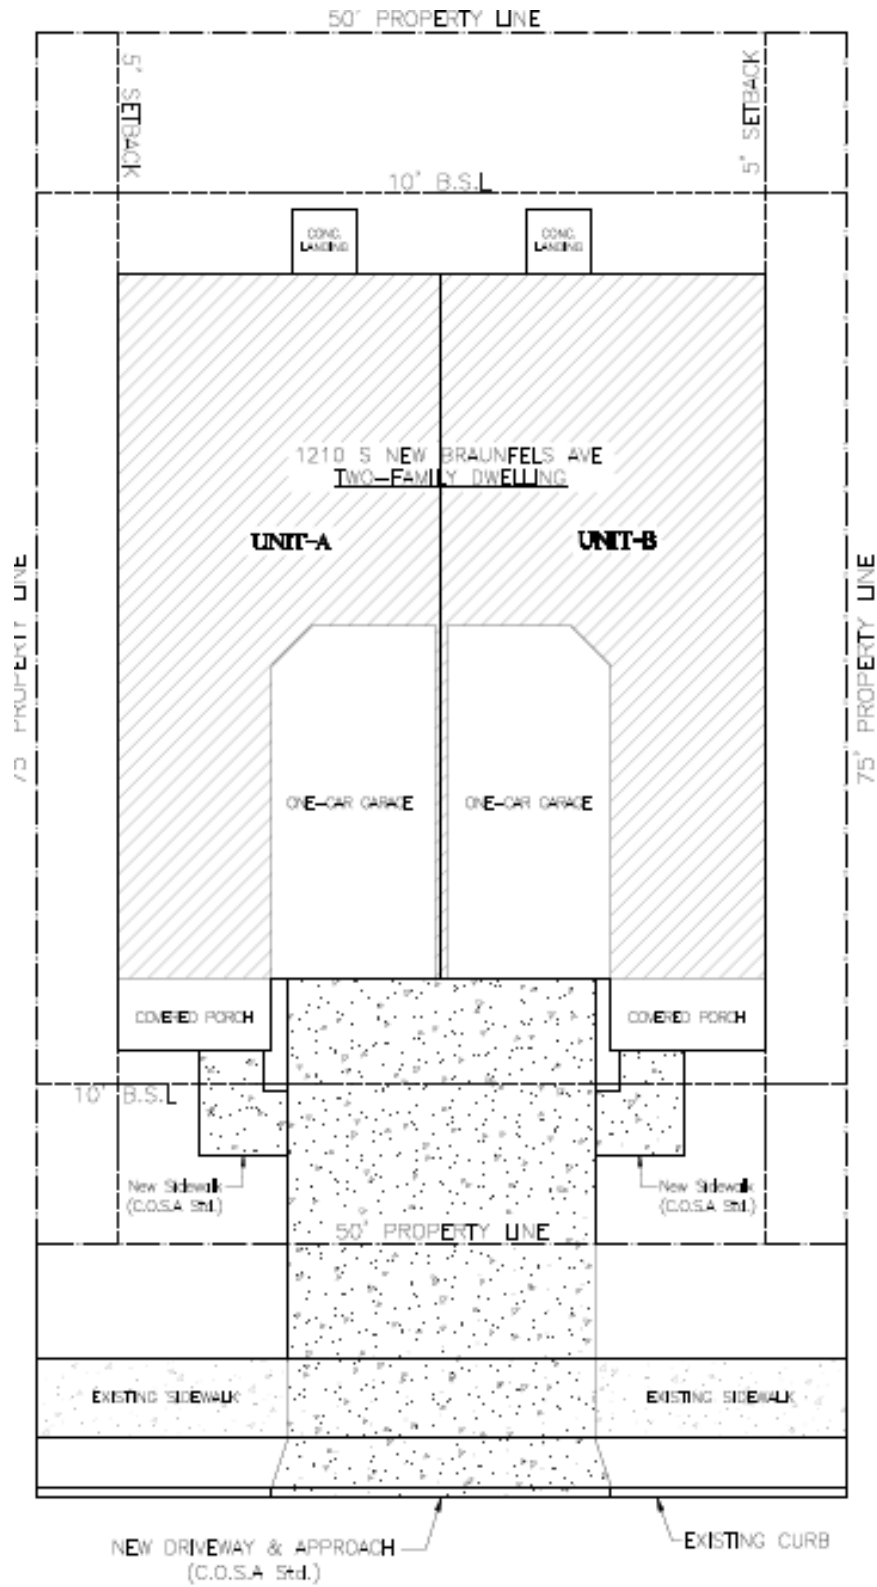 50' PROPERTY LINE
5' SETBACK
5' SETBACK
10' B.S.L
CONC.
LANDING
CONC.
LANDING
1210 S NEW BRAUNFELS AVE
TWO-FAMILY DWELLING
UNIT-A
UNIT-B
75' PROPERTY LINE
75' PROPERTY LINE
ONE-CAR GARAGE
ONE-CAR GARAGE
COVERED PORCH
COVERED PORCH
10' B.S.L
New Sidewalk
(C.O.S.A Std.)
New Sidewalk
(C.O.S.A Std.)
50' PROPERTY LINE
EXISTING SIDEWALK
EXISTING SIDEWALK
NEW DRIVEWAY & APPROACH
(C.O.S.A Std.)
EXISTING CURB